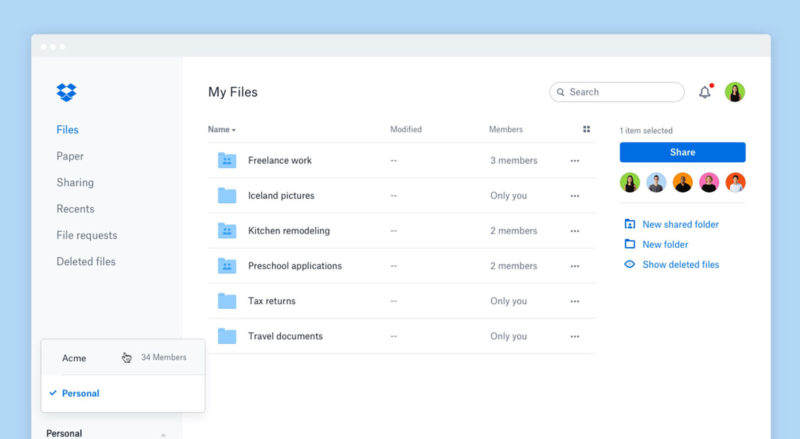 My Files
Search
Files
Paper
Sharing
Recents
File requests
Deleted files
Name Modified Members
Freelance work -- 3 members ...
Iceland pictures -- Only you ...
Kitchen remodeling -- 2 members ...
Preschool applications -- 2 members ...
Tax returns -- Only you ...
Travel documents -- Only you ...
1 item selected
Share
New shared folder
New folder
Show deleted files
Acme 34 Members
Personal
Personal